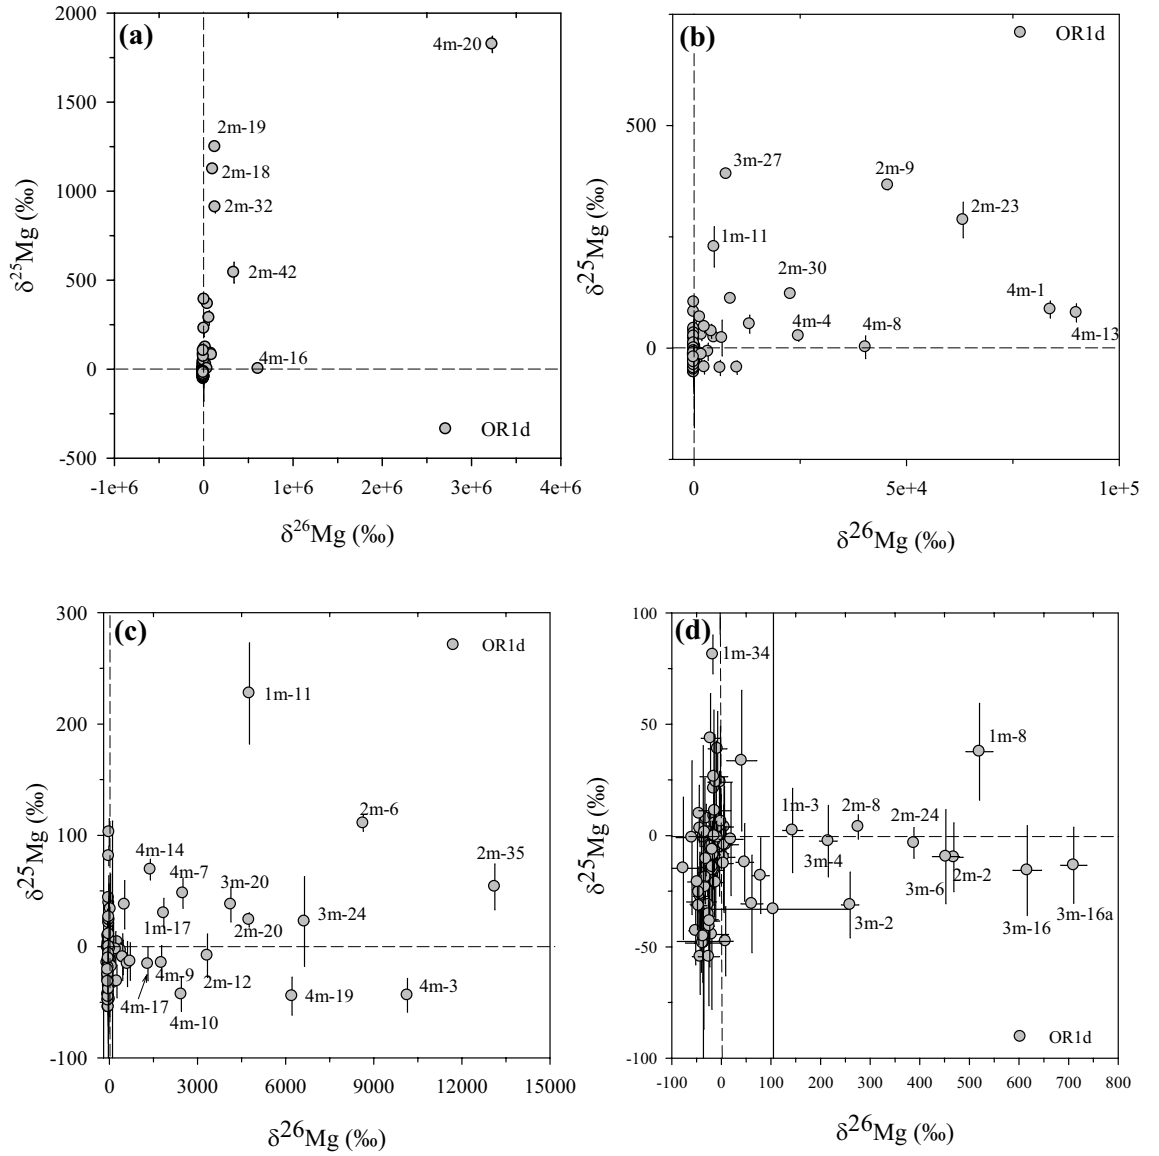 (a)
2000
1500
1000
500
0
-500
-1e+6
0
1e+6
2e+6
3e+6
4e+6
δ25Mg (‰)
δ26Mg (‰)
4m-20
2m-19
2m-18
2m-32
2m-42
4m-16
OR1d
(b)
OR1d
500
0
0
5e+4
1e+5
δ25Mg (‰)
δ26Mg (‰)
3m-27
2m-9
2m-23
1m-11
2m-30
4m-1
4m-4
4m-8
4m-13
(c)
OR1d
300
200
100
0
-100
0
3000
6000
9000
12000
15000
δ25Mg (‰)
δ26Mg (‰)
1m-11
2m-6
2m-35
4m-14
4m-7
3m-20
3m-24
1m-17
2m-20
4m-9
2m-12
4m-17
4m-10
4m-19
4m-3
(d)
100
50
0
-50
-100
-100
0
100
200
300
400
500
600
700
800
δ25Mg (‰)
δ26Mg (‰)
1m-34
1m-8
1m-3
2m-8
2m-24
3m-4
3m-6
2m-2
3m-2
3m-16
3m-16a
OR1d